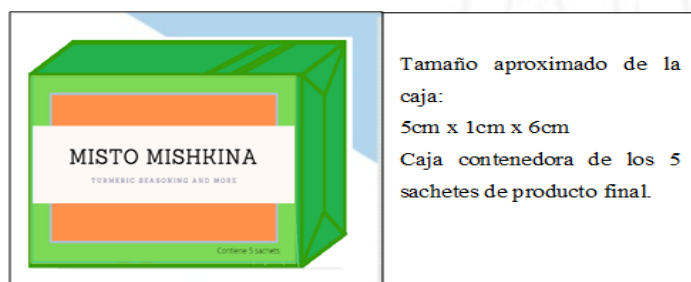 MISTO MISHKINA
TURMERIC SEASONING AND MORE
Contiene 5 sachets
Tamaño aproximado de la
caja:
5cm x 1cm x 6cm
Caja contenedora de los 5
sachetes de producto final.